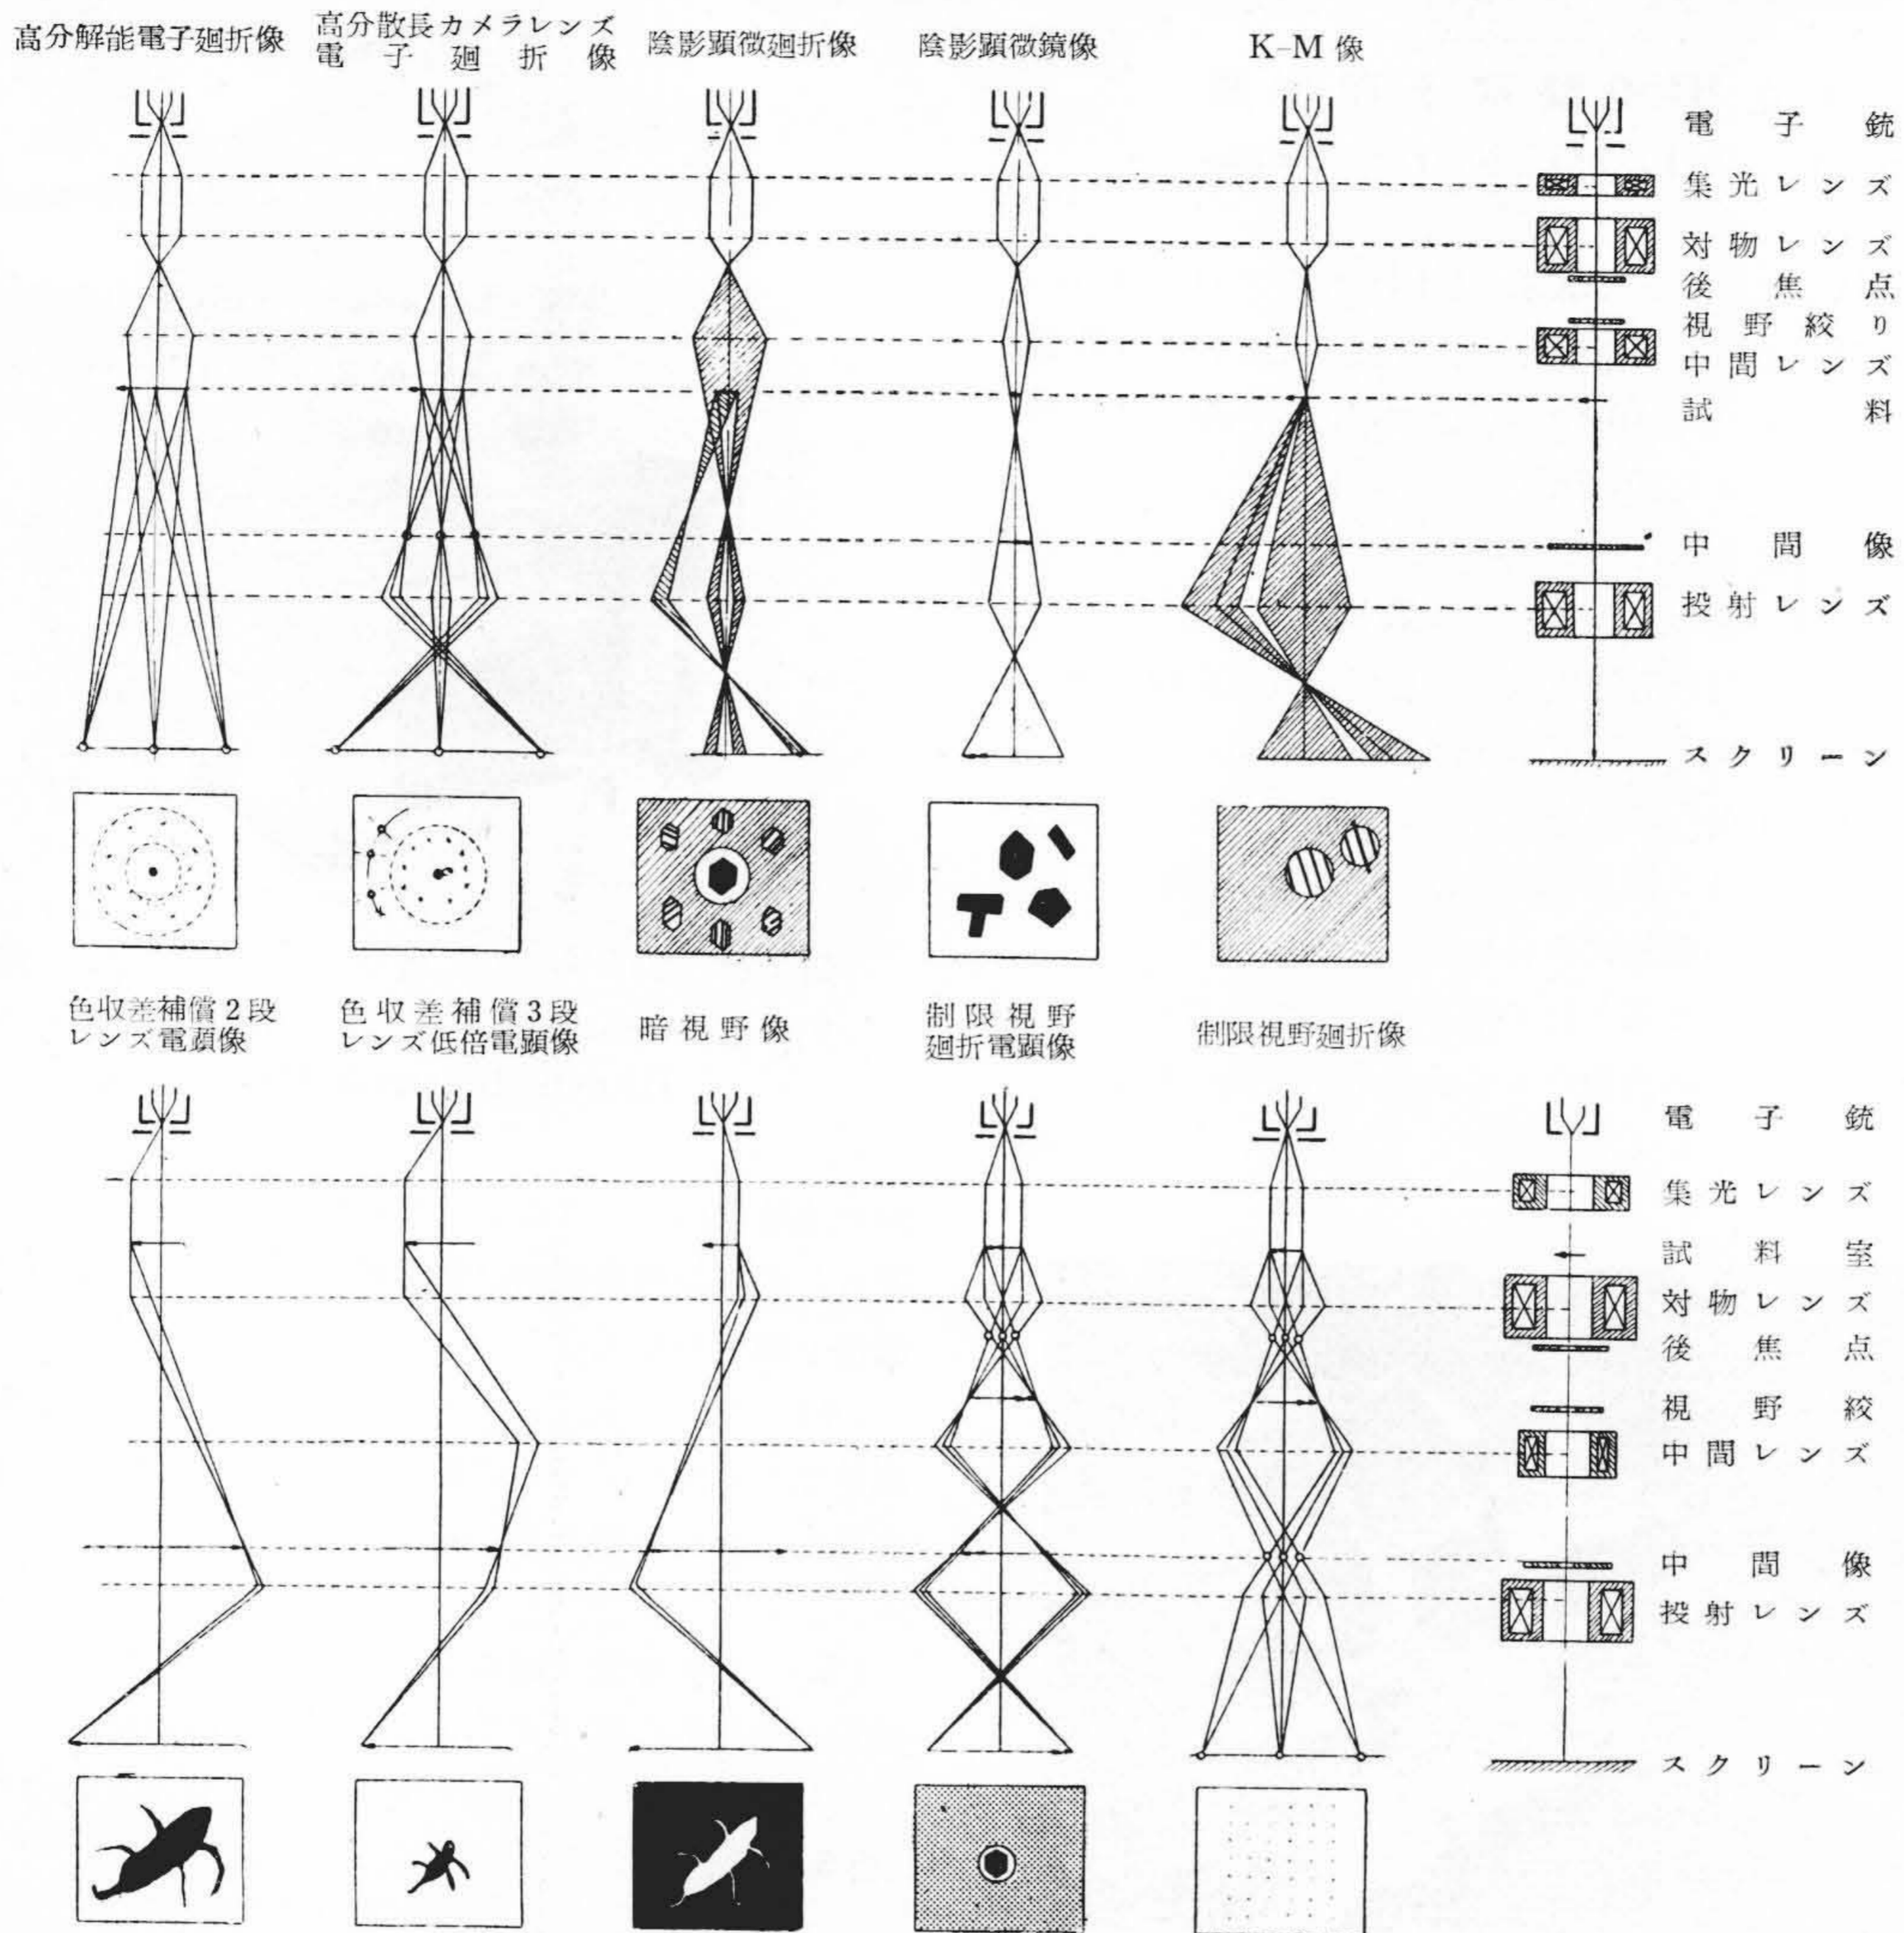 高分解能電子廻折像
高分散長カメラレンズ
電子廻折像
陰影顕微廻折像
陰影顕微鏡像
K-M 像
電子銃
集光レンズ
対物レンズ
後焦点
視野絞り
中間レンズ
試料
中間像
投射レンズ
スクリーン
色収差補償2段
レンズ電顕像
色収差補償3段
レンズ低倍電顕像
暗視野像
制限視野
廻折電顕像
制限視野廻折像
電子銃
集光レンズ
試料室
対物レンズ
後焦点
視野絞
中間レンズ
中間像
投射レンズ
スクリーン